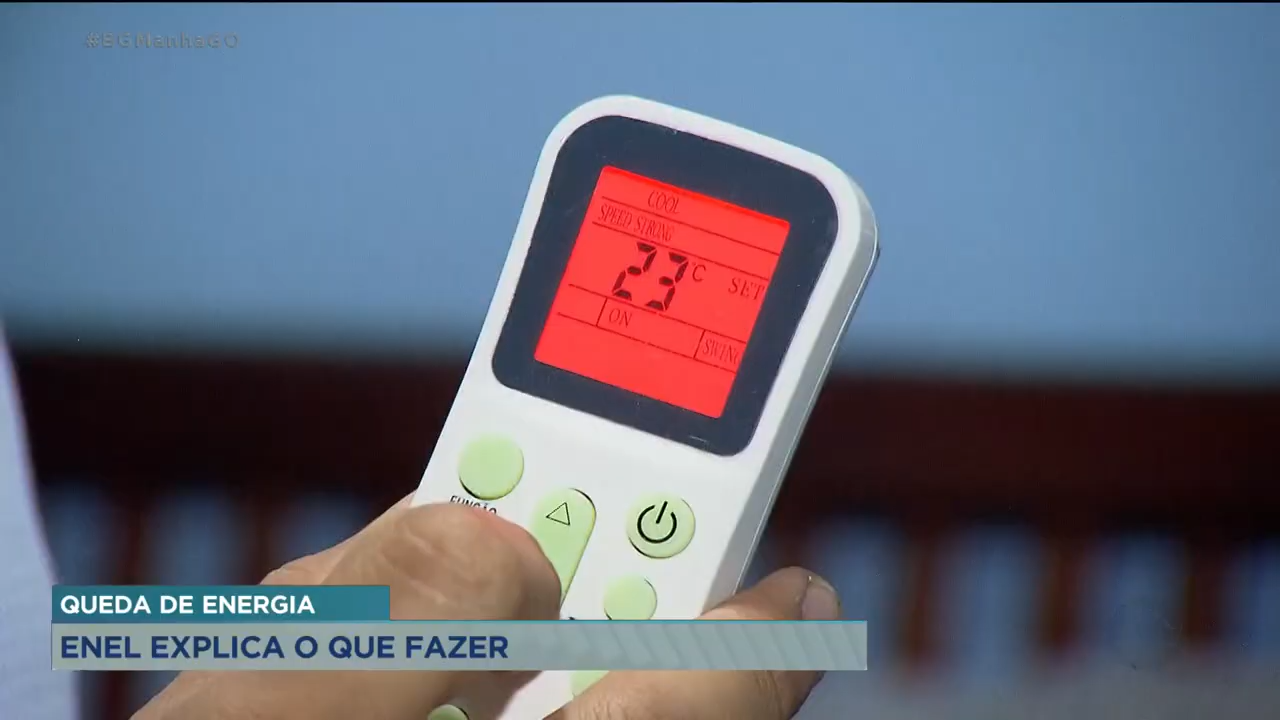 #BGManhaGO
COOL
SPEED STRONG
23°C SET
ON
SWING
FUNÇÃO
QUEDA DE ENERGIA
ENEL EXPLICA O QUE FAZER